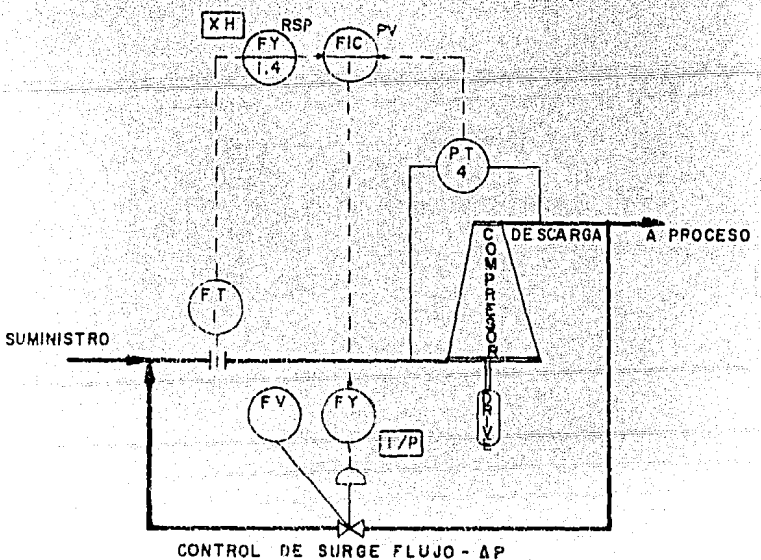 XH
RSP
PV
FY
1.4
FIC
1
PT
4
COMPRESOR
DESCARGA
A PROCESO
FT
1
SUMINISTRO
FV
FY
I/P
DRIVE
CONTROL DE SURGE FLUJO - ΔP